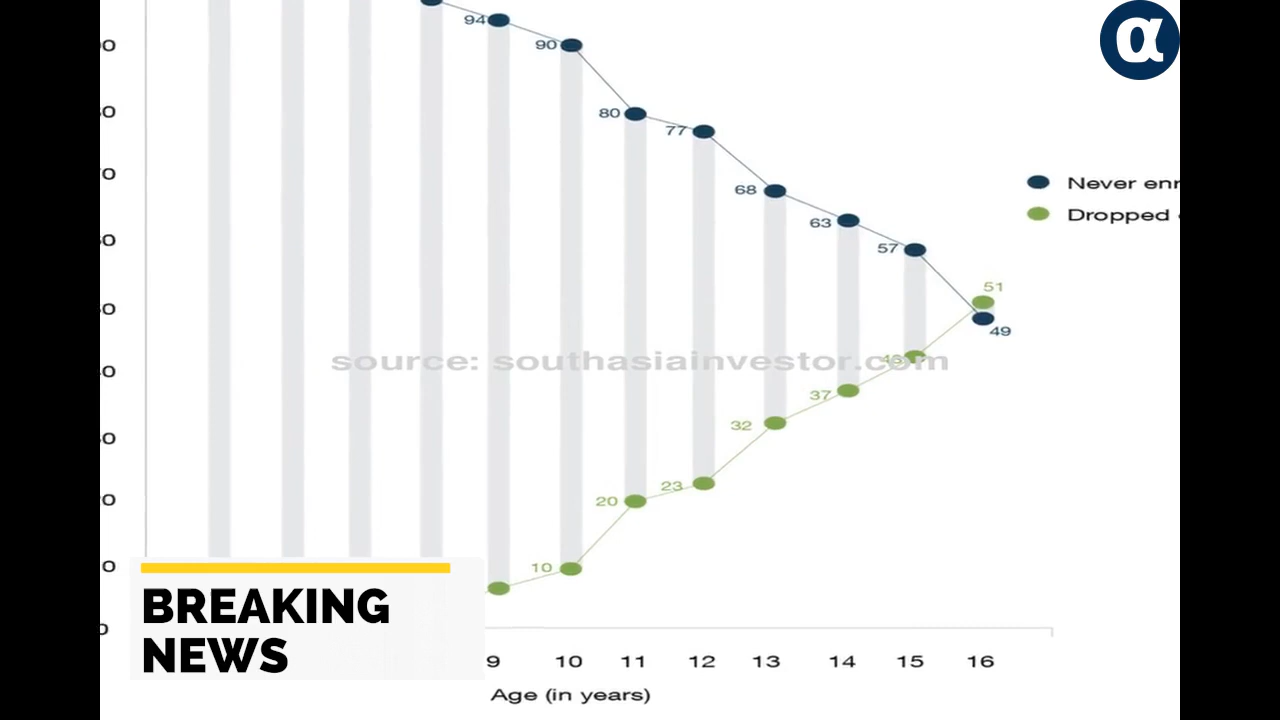 α
94
90
80
77
68
63
57
51
49
Never enr
Dropped
source: southasiainvestor.com
37
32
23
20
10
BREAKING
NEWS
9 10 11 12 13 14 15 16
Age (in years)